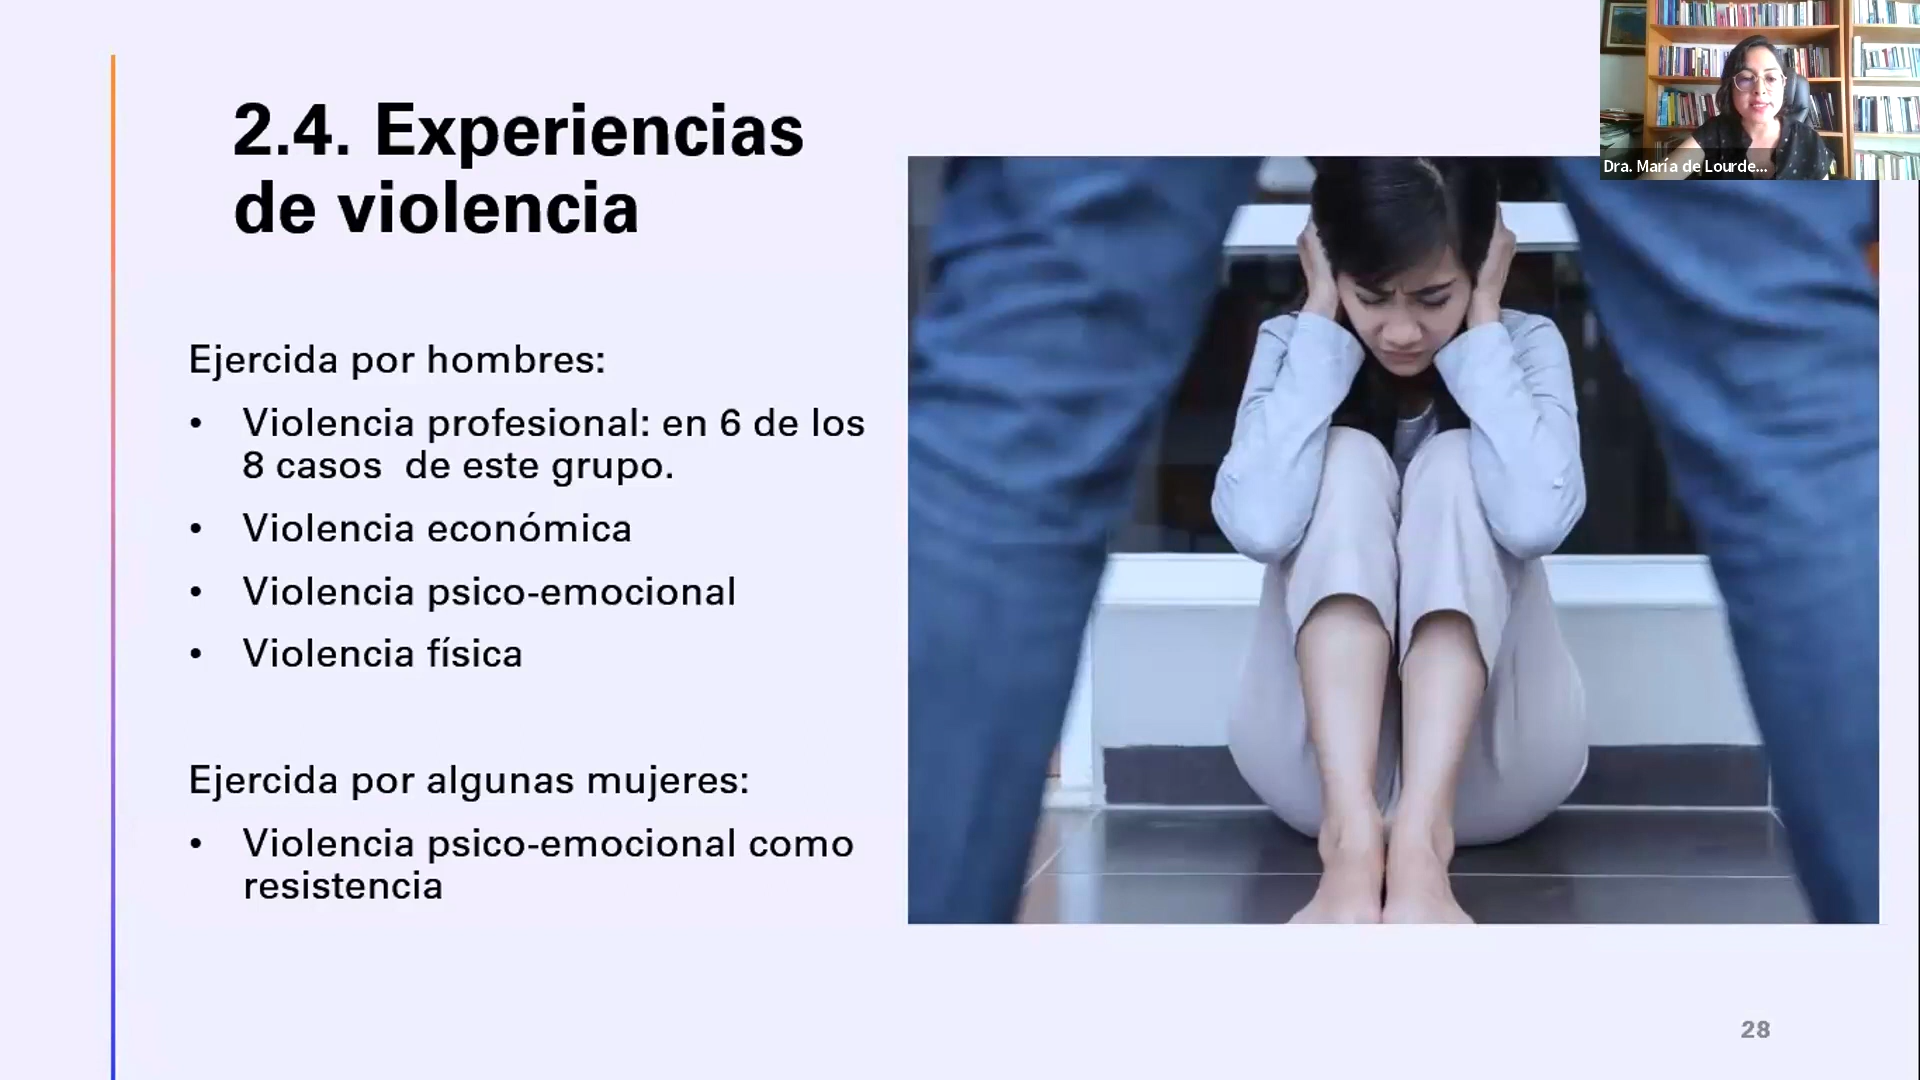 2.4. Experiencias
de violencia
Dra. María de Lourde...
Ejercida por hombres:
• Violencia profesional: en 6 de los
8 casos de este grupo.
• Violencia económica
• Violencia psico-emocional
• Violencia física
Ejercida por algunas mujeres:
• Violencia psico-emocional como
resistencia
28